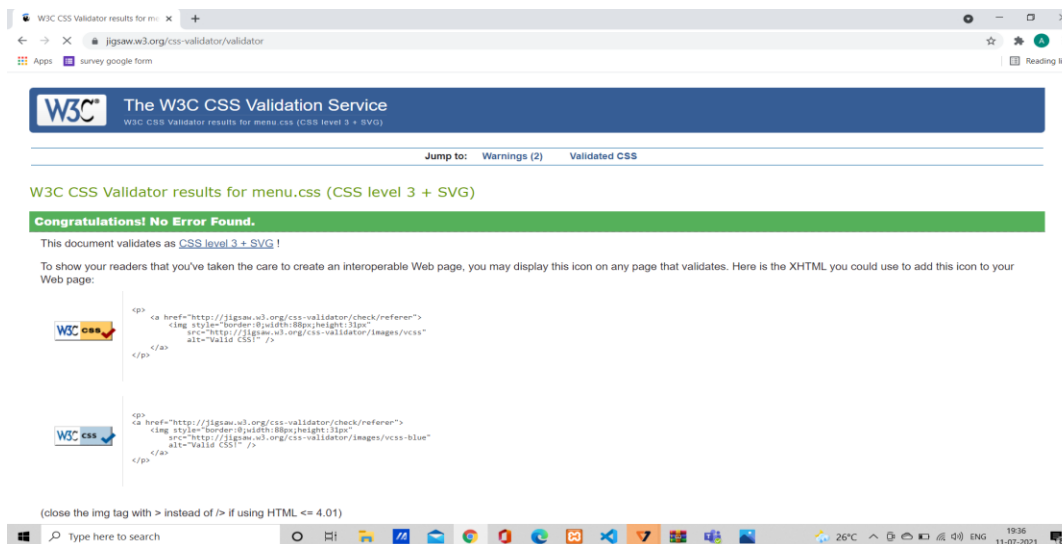 W3C CSS Validator results for me
jigsaw.w3.org/css-validator/validator
A
Apps survey google form Reading li
W3C® The W3C CSS Validation Service
W3C CSS Validator results for menu.css (CSS level 3 + SVG)
Jump to: Warnings (2) Validated CSS
W3C CSS Validator results for menu.css (CSS level 3 + SVG)
Congratulations! No Error Found.
This document validates as CSS level 3 + SVG !
To show your readers that you've taken the care to create an interoperable Web page, you may display this icon on any page that validates. Here is the XHTML you could use to add this icon to your
Web page:
W3C css
<p>
<a href="http://jigsaw.w3.org/css-validator/check/referer">
<img style="border:0;width:88px;height:31px"
src="http://jigsaw.w3.org/css-validator/images/vcss"
alt="Valid CSS!" />
</a>
</p>
W3C css
<p>
<a href="http://jigsaw.w3.org/css-validator/check/referer">
<img style="border:0;width:88px;height:31px"
src="http://jigsaw.w3.org/css-validator/images/vcss-blue"
alt="Valid CSS!" />
</a>
</p>
(close the img tag with > instead of /> if using HTML <= 4.01)
Type here to search 26°C ENG 19:36
11-07-2021